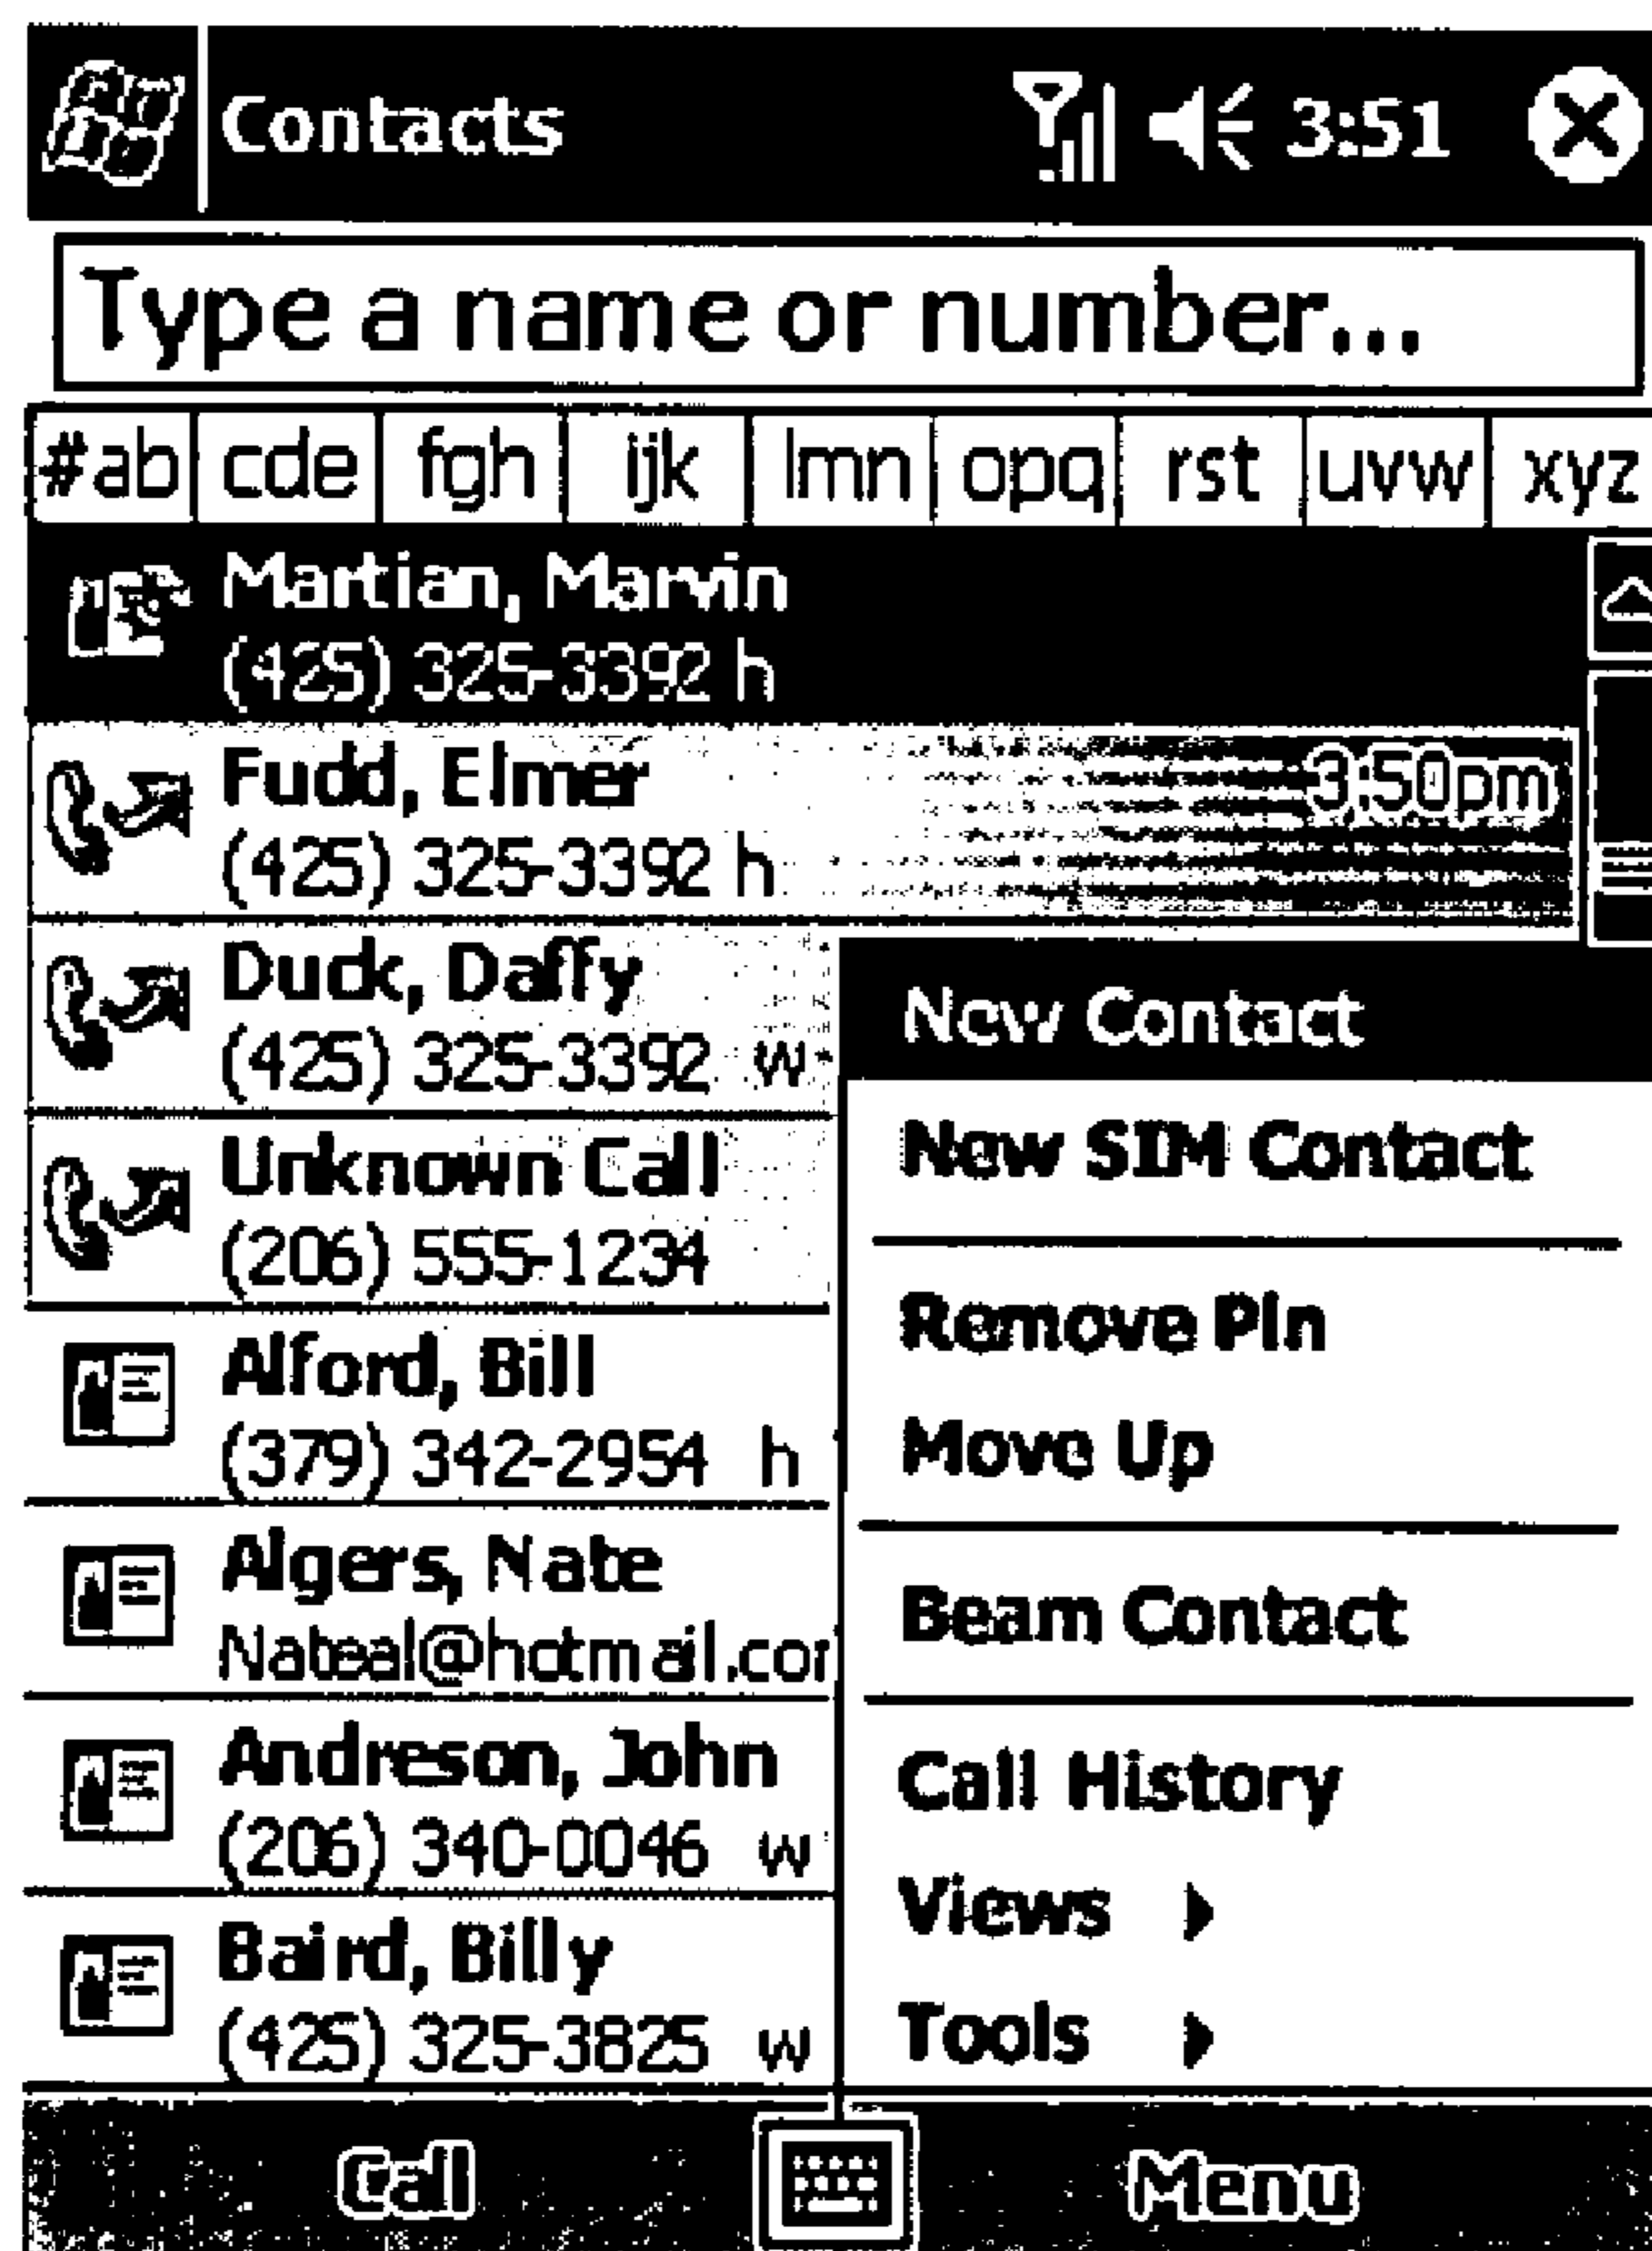 Contacts 3:51
Type a name or number...
#ab cde fgh ijk lmn opq rst uvw xyz
Martian, Marvin
(425) 325-3392 h
Fudd, Elmer 3:50pm
(425) 325-3392 h
Duck, Daffy
(425) 325-3392 w
Unknown Call
(206) 555-1234
Alford, Bill
(379) 342-2954 h
Algers, Nate
Nateal@hotmail.cor
Andreson, John
(206) 340-0046 w
Baird, Billy
(425) 325-3825 w
New Contact
New SIM Contact
Remove Pin
Move Up
Beam Contact
Call History
Views
Tools
Call Menu